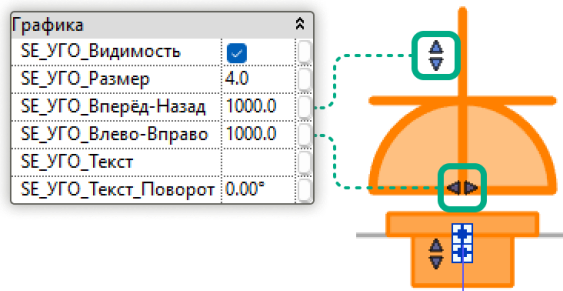 Графика
SE_УГО_Видимость
SE_УГО_Размер 4.0
SE_УГО_Вперёд-Назад 1000.0
SE_УГО_Влево-Вправо 1000.0
SE_УГО_Текст
SE_УГО_Текст_Поворот 0.00°